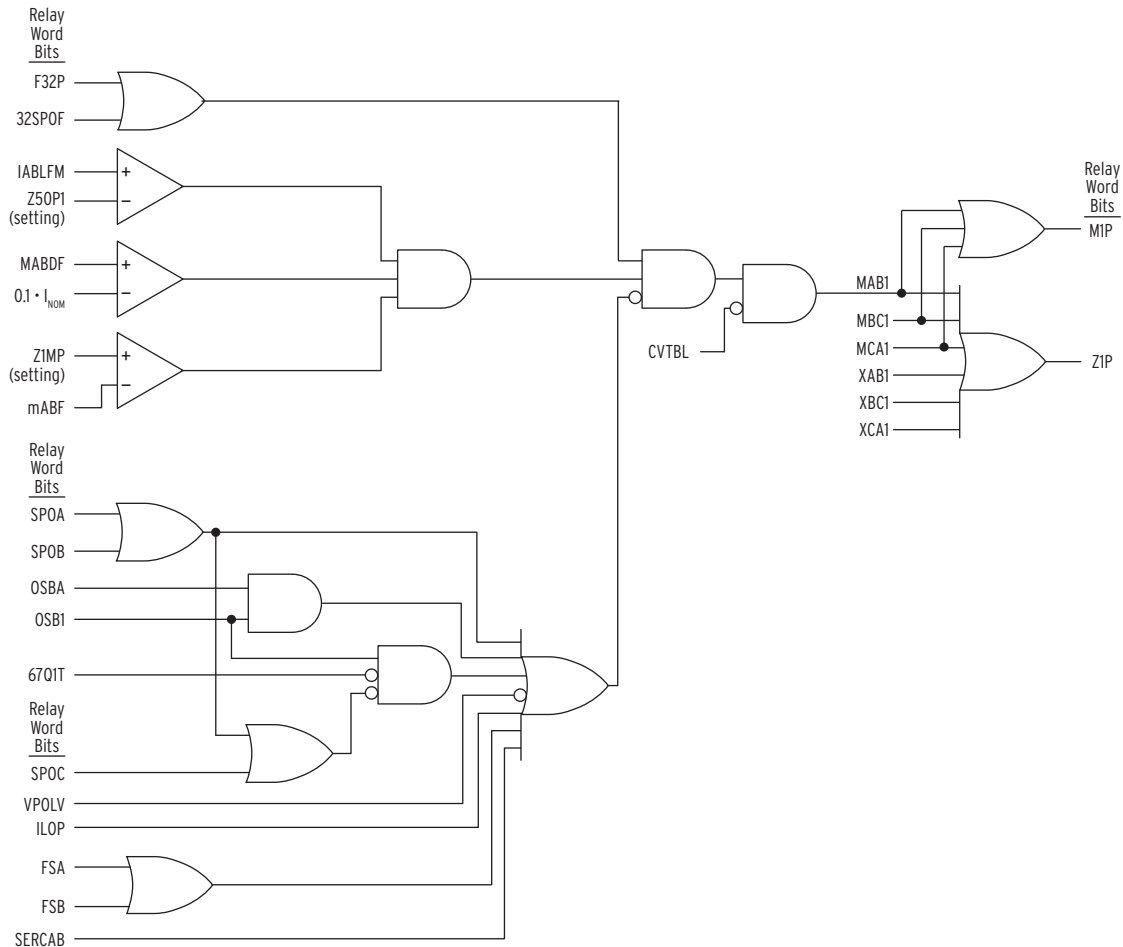 Relay
Word
Bits
F32P
32SPOF
IABLFM
+
Z50P1
−
(setting)
MABDF
+
0.1 • I_NOM
−
Z1MP
+
(setting)
−
mABF
CVTBL
MAB1
MBC1
MCA1
XAB1
XBC1
XCA1
Relay
Word
Bits
M1P
Z1P
Relay
Word
Bits
SPOA
SPOB
OSBA
OSB1
67Q1T
Relay
Word
Bits
SPOC
VPOLV
ILOP
FSA
FSB
SERCAB